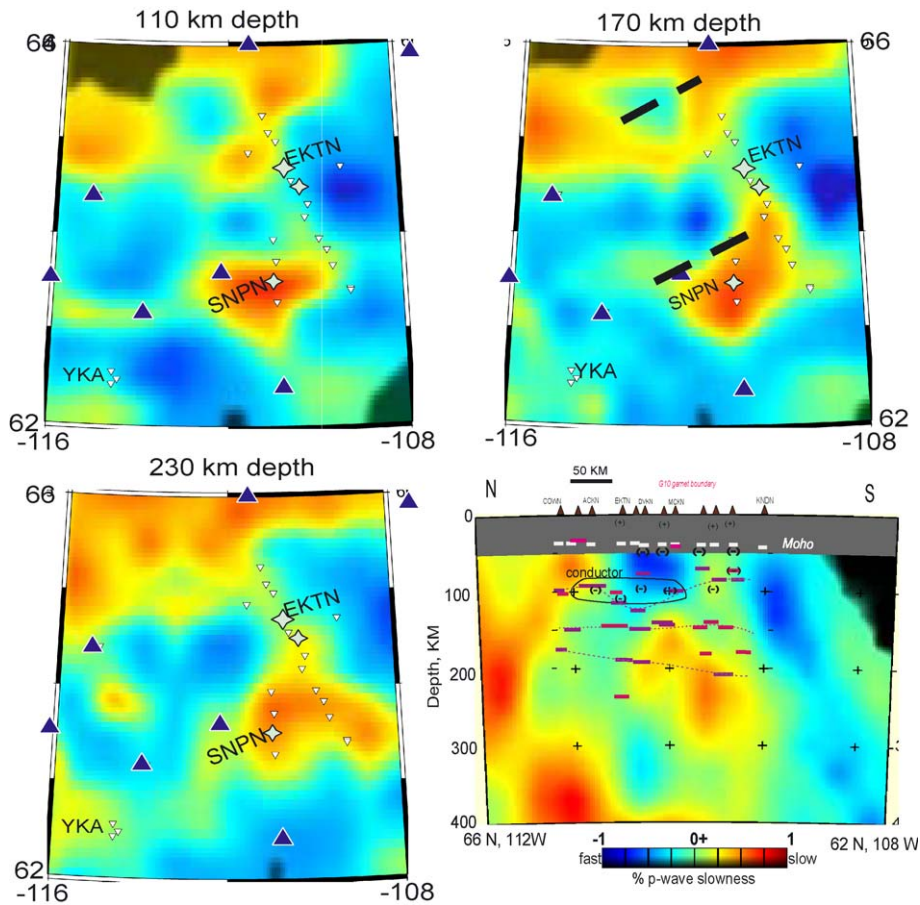 110 km depth
170 km depth
66
66
EKTN
SNPN
YKA
62
-116
-108
EKTN
SNPN
YKA
62
-116
-108
230 km depth
66
EKTN
SNPN
YKA
62
-116
-108
50 KM
G10 garnet boundary
N
S
COWN ACKN EKTN DVKN MCKN KNDN
(+) (+) (+) (+)
0
Moho
(-) (-) (-)
conductor
100
(-) (-) (-) (-)
200
300
400
Depth, KM
66 N, 112W
62 N, 108 W
-1 0+ 1
fast
slow
% p-wave slowness